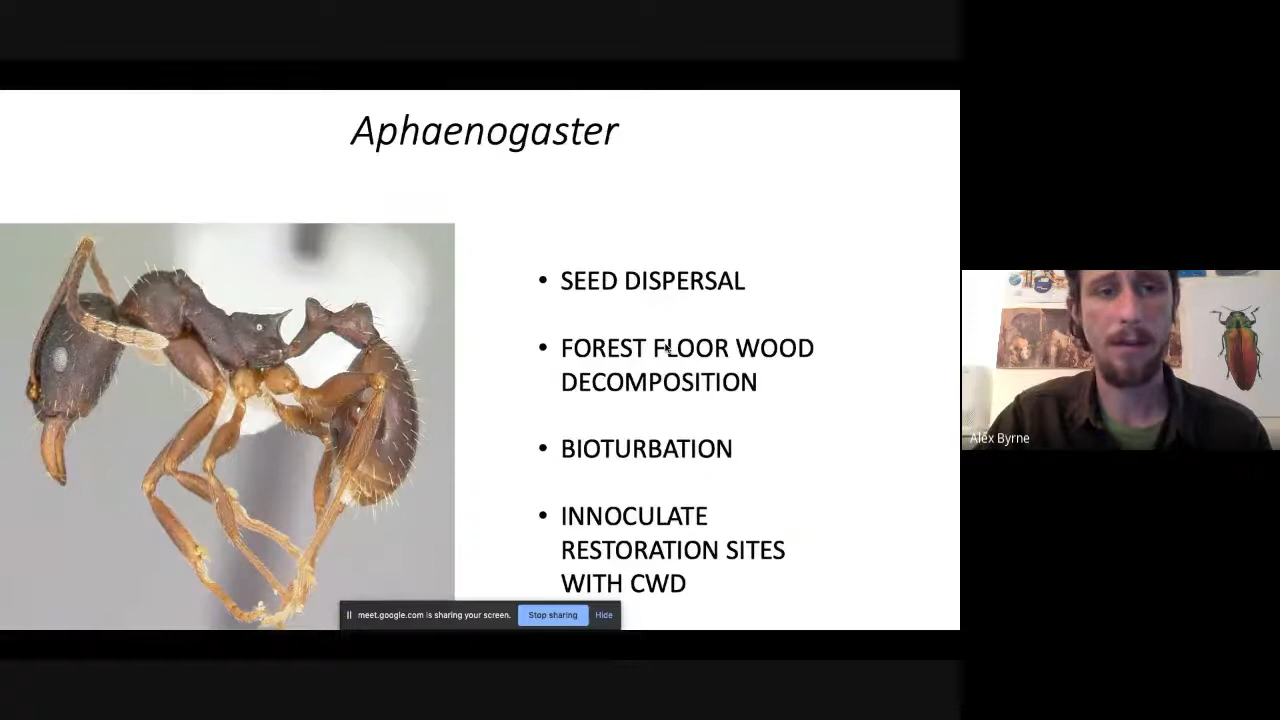 Aphaenogaster
• SEED DISPERSAL
• FOREST FLOOR WOOD
DECOMPOSITION
• BIOTURBATION
• INNOCULATE
RESTORATION SITES
WITH CWD
meet.google.com is sharing your screen. Stop sharing Hide
Alex Byrne